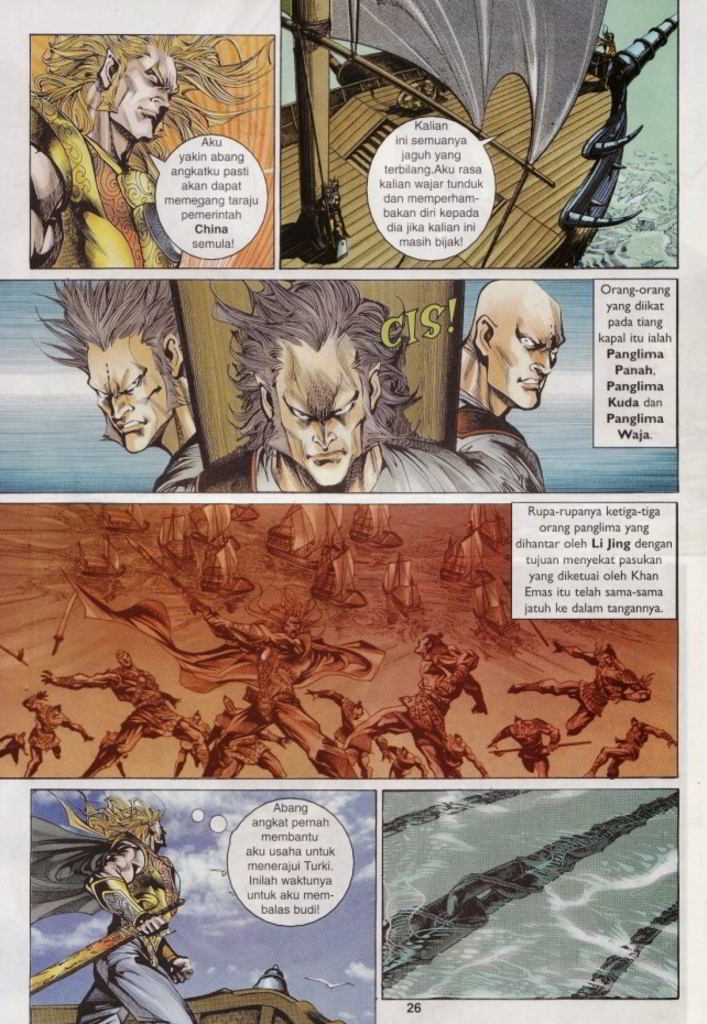 Aku
yakin abang
angkatku pasti
akan dapat
memegang taraju
pemerintah
China
semula!
Kalian
ini semuanya
jaguh yang
terbilang.Aku rasa
kalian wajar tunduk
dan memperham-
bakan diri kepada
dia jika kalian ini
masih bijak!
CIS!
Orang-orang
yang diikat
pada tiang
kapal itu ialah
Panglima
Panah,
Panglima
Kuda dan
Panglima
Waja.
Rupa-rupanya ketiga-tiga
orang panglima yang
dihantar oleh Li Jing dengan
tujuan menyekat pasukan
yang diketuai oleh Khan
Emas itu telah sama-sama
jatuh ke dalam tangannya.
Abang
angkat pernah
membantu
aku usaha untuk
menerajui Turki.
Inilah waktunya
untuk aku mem-
balas budi!
26